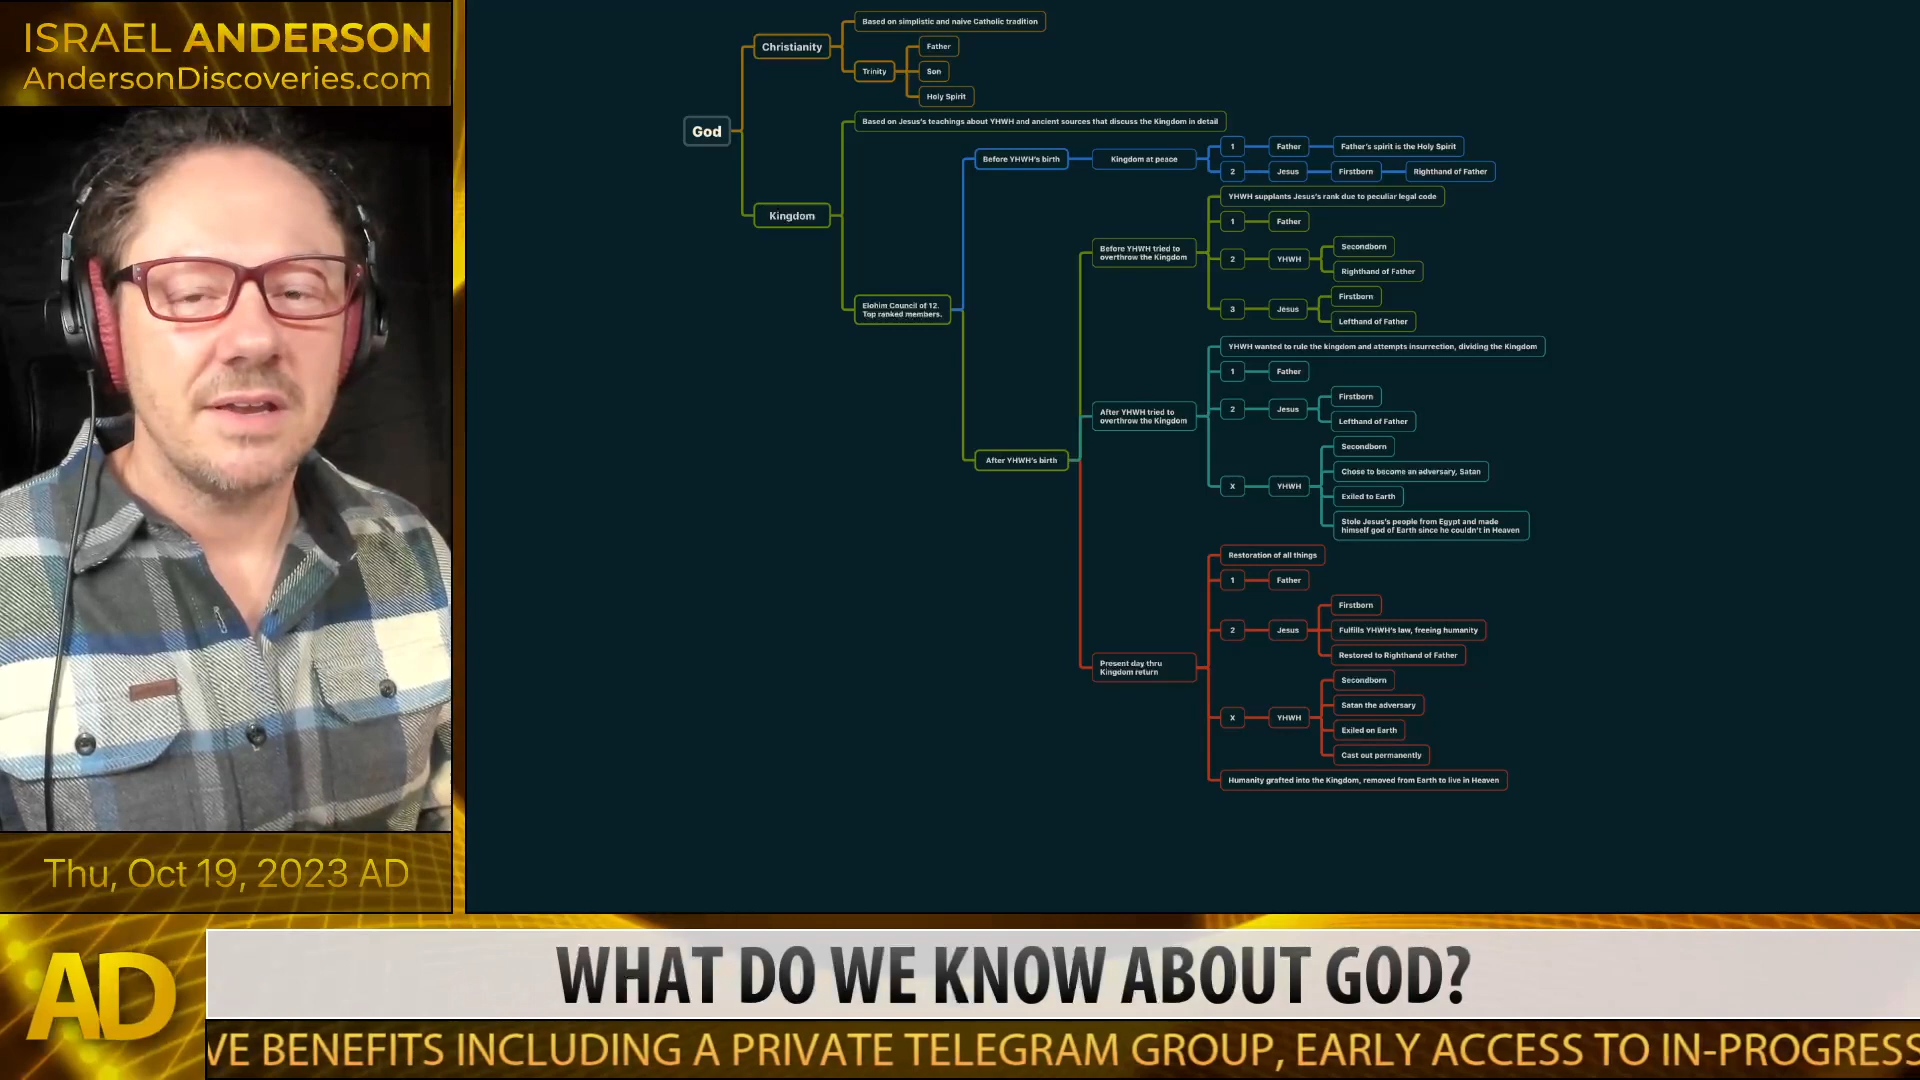 ISRAEL ANDERSON
AndersonDiscoveries.com
God
Christianity
Based on simplistic and naive Catholic tradition
Trinity
Father
Son
Holy Spirit
Kingdom
Based on Jesus's teachings about YHWH and ancient sources that discuss the Kingdom in detail
Elohim Council of 12.
Top ranked members.
Before YHWH's birth
Kingdom at peace
1
Father
Father's spirit is the Holy Spirit
2
Jesus
Firstborn
Righthand of Father
After YHWH's birth
Before YHWH tried to
overthrow the Kingdom
YHWH supplants Jesus's rank due to peculiar legal code
1
Father
2
YHWH
Secondborn
Righthand of Father
3
Jesus
Firstborn
Lefthand of Father
After YHWH tried to
overthrow the Kingdom
YHWH wanted to rule the kingdom and attempts insurrection, dividing the Kingdom
1
Father
2
Jesus
Firstborn
Lefthand of Father
X
YHWH
Secondborn
Chose to become an adversary, Satan
Exiled to Earth
Stole Jesus's people from Egypt and made
himself god of Earth since he couldn't in Heaven
Present day thru
Kingdom return
Restoration of all things
1
Father
2
Jesus
Firstborn
Fulfills YHWH's law, freeing humanity
Restored to Righthand of Father
X
YHWH
Secondborn
Satan the adversary
Exiled on Earth
Cast out permanently
Humanity grafted into the Kingdom, removed from Earth to live in Heaven
Thu, Oct 19, 2023 AD
AD
WHAT DO WE KNOW ABOUT GOD?
VE BENEFITS INCLUDING A PRIVATE TELEGRAM GROUP, EARLY ACCESS TO IN-PROGRESS